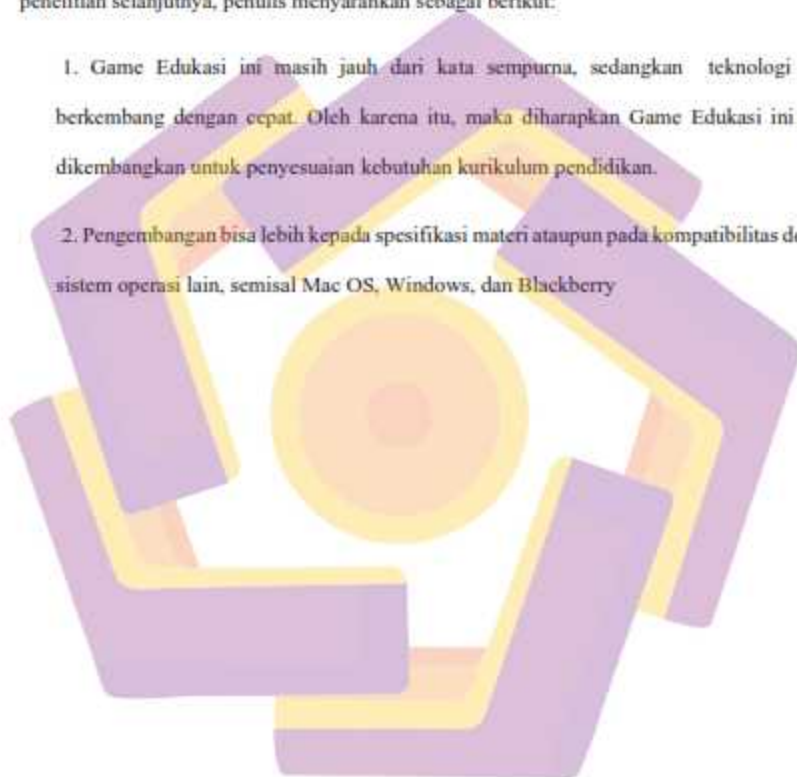 penelitian selanjutnya, penulis menyarankan sebagai berikut:
1. Game Edukasi ini masih jauh dari kata sempurna, sedangkan teknologi
berkembang dengan cepat. Oleh karena itu, maka diharapkan Game Edukasi ini
dikembangkan untuk penyesuaian kebutuhan kurikulum pendidikan.
2. Pengembangan bisa lebih kepada spesifikasi materi ataupun pada kompatibilitas
sistem operasi lain, semisal Mac OS, Windows, dan Blackberry